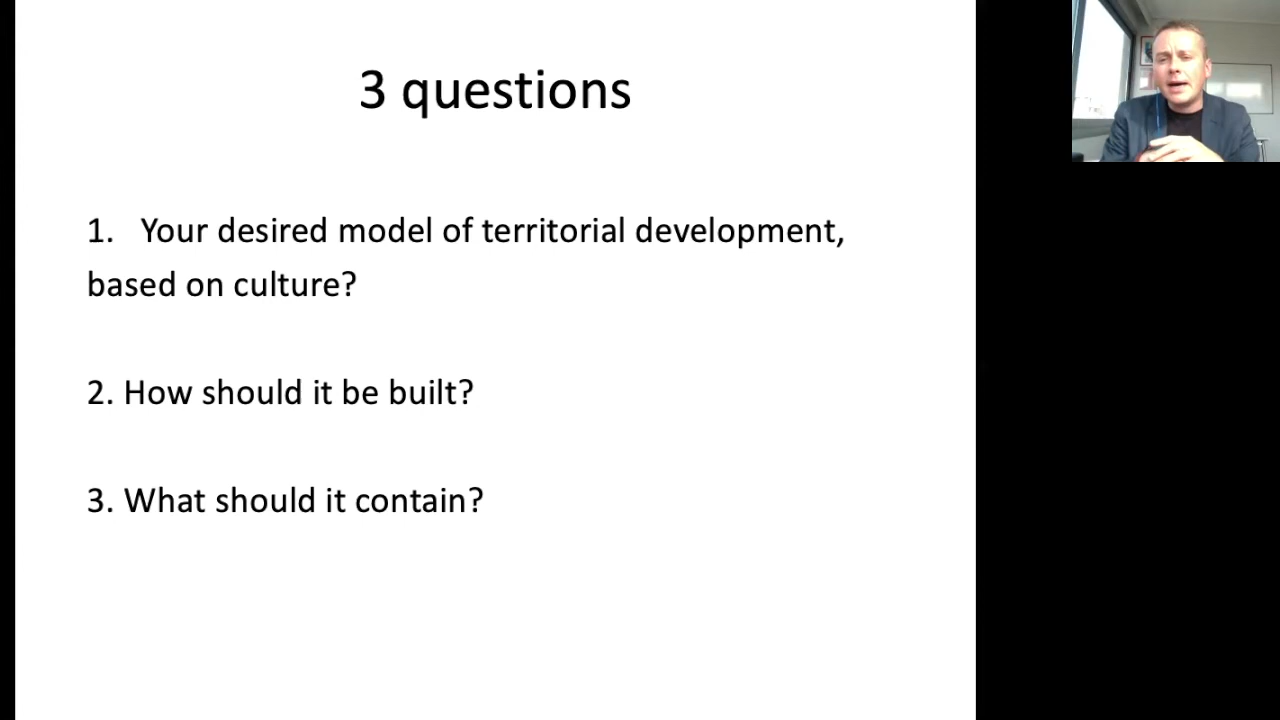 3 questions
1. Your desired model of territorial development,
based on culture?
2. How should it be built?
3. What should it contain?